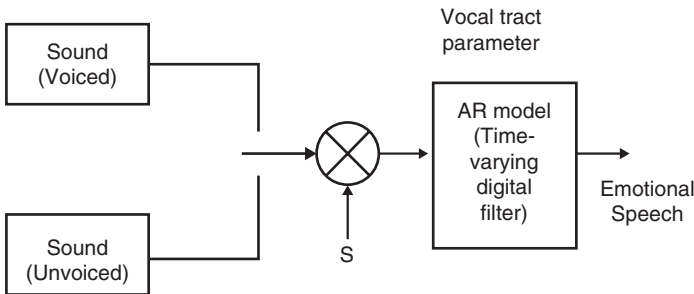 Vocal tract
parameter
Sound
(Voiced)
AR model
(Time-
varying
digital
filter)
Emotional
Speech
Sound
(Unvoiced)
S